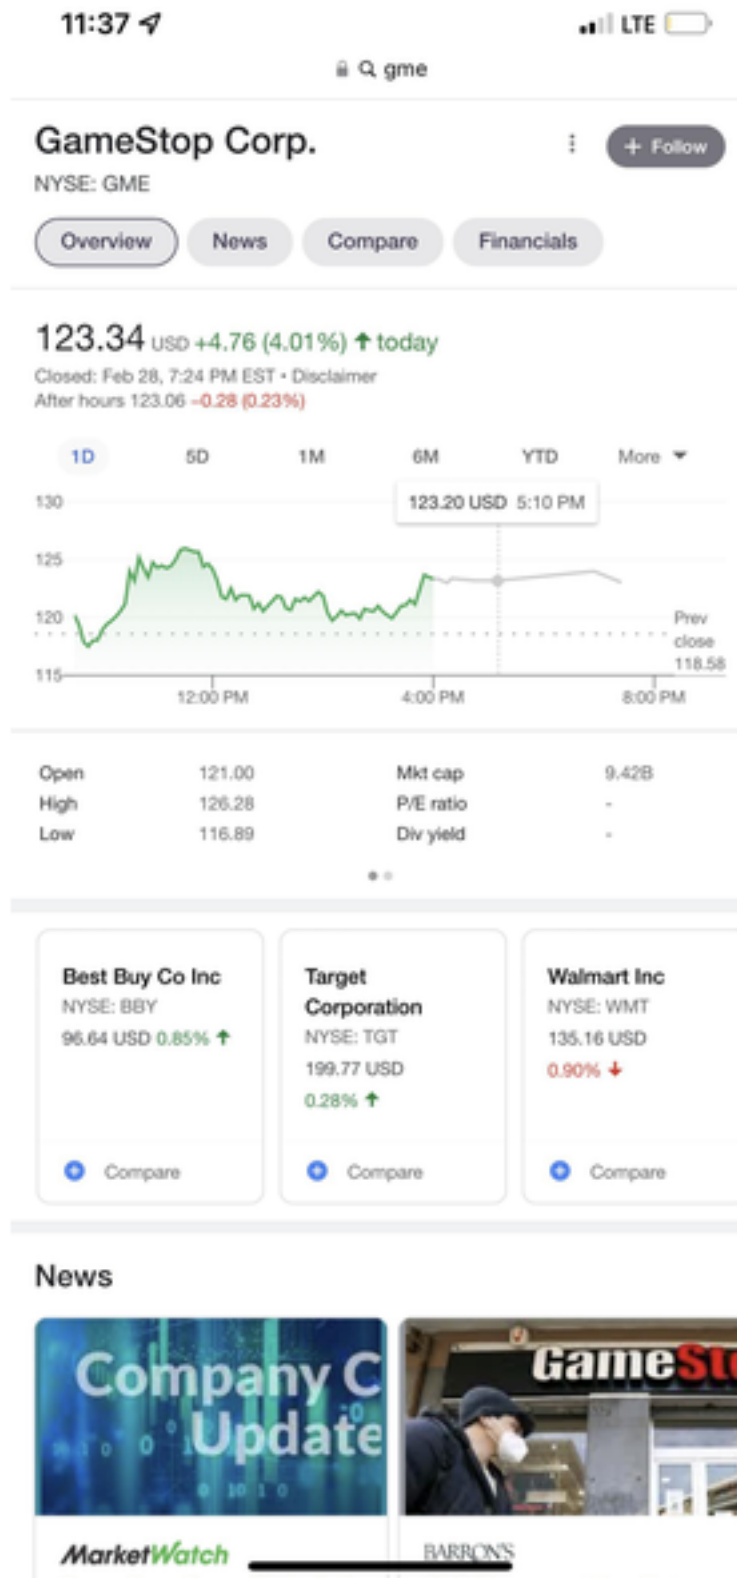 11:37
LTE
gme
GameStop Corp.
+ Follow
NYSE: GME
Overview
News
Compare
Financials
123.34 USD +4.76 (4.01%) ↑ today
Closed: Feb 28, 7:24 PM EST • Disclaimer
After hours 123.06 −0.28 (0.23%)
1D 5D 1M 6M YTD More
130
123.20 USD 5:10 PM
125
120
Prev
close
118.58
115
12:00 PM 4:00 PM 8:00 PM
Open 121.00 Mkt cap 9.42B
High 126.28 P/E ratio -
Low 116.89 Div yield -
Best Buy Co Inc
NYSE: BBY
96.64 USD 0.85% ↑
Compare
Target
Corporation
NYSE: TGT
199.77 USD
0.28% ↑
Compare
Walmart Inc
NYSE: WMT
135.16 USD
0.90% ↓
Compare
News
Company C
Update
GameSto
MarketWatch
BARRON'S